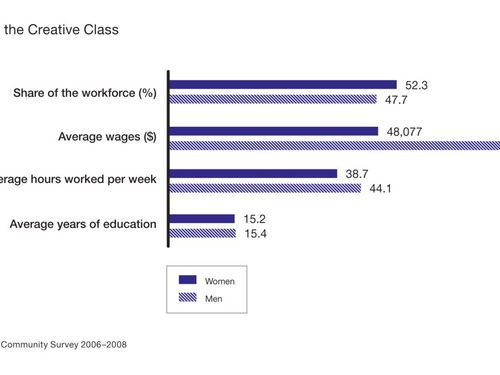 the Creative Class
Share of the workforce (%)
52.3
47.7
Average wages ($)
48,077
erage hours worked per week
38.7
44.1
Average years of education
15.2
15.4
Women
Men
Community Survey 2006–2008